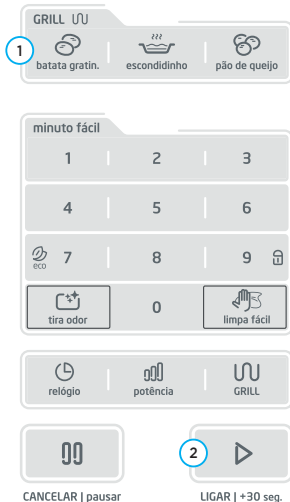 GRILL
1
batata gratin. escondidinho pão de queijo
minuto fácil
1 2 3
4 5 6
eco 7 8 9
tira odor 0 limpa fácil
relógio potência GRILL
2
CANCELAR | pausar LIGAR | +30 seg.